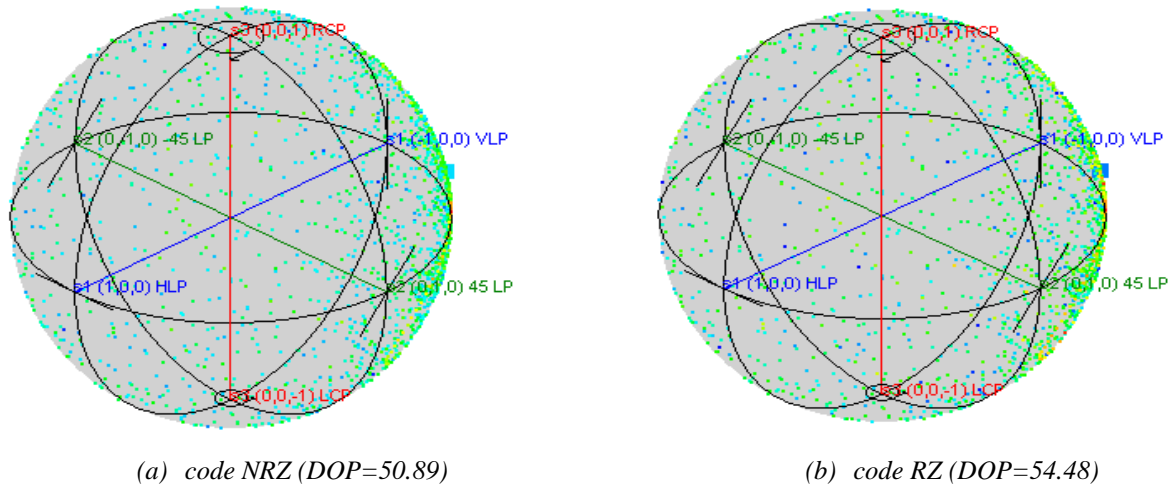 s3 (0,0,1) RCP
s3 (0,0,1) RCP
s2 (0,-1,0) -45 LP
s1 (-1,0,0) VLP
s2 (0,-1,0) -45 LP
s1 (-1,0,0) VLP
s1 (1,0,0) HLP
s2 (0,1,0) 45 LP
s1 (1,0,0) HLP
s2 (0,1,0) 45 LP
s3 (0,0,-1) LCP
s3 (0,0,-1) LCP
(a) code NRZ (DOP=50.89)
(b) code RZ (DOP=54.48)